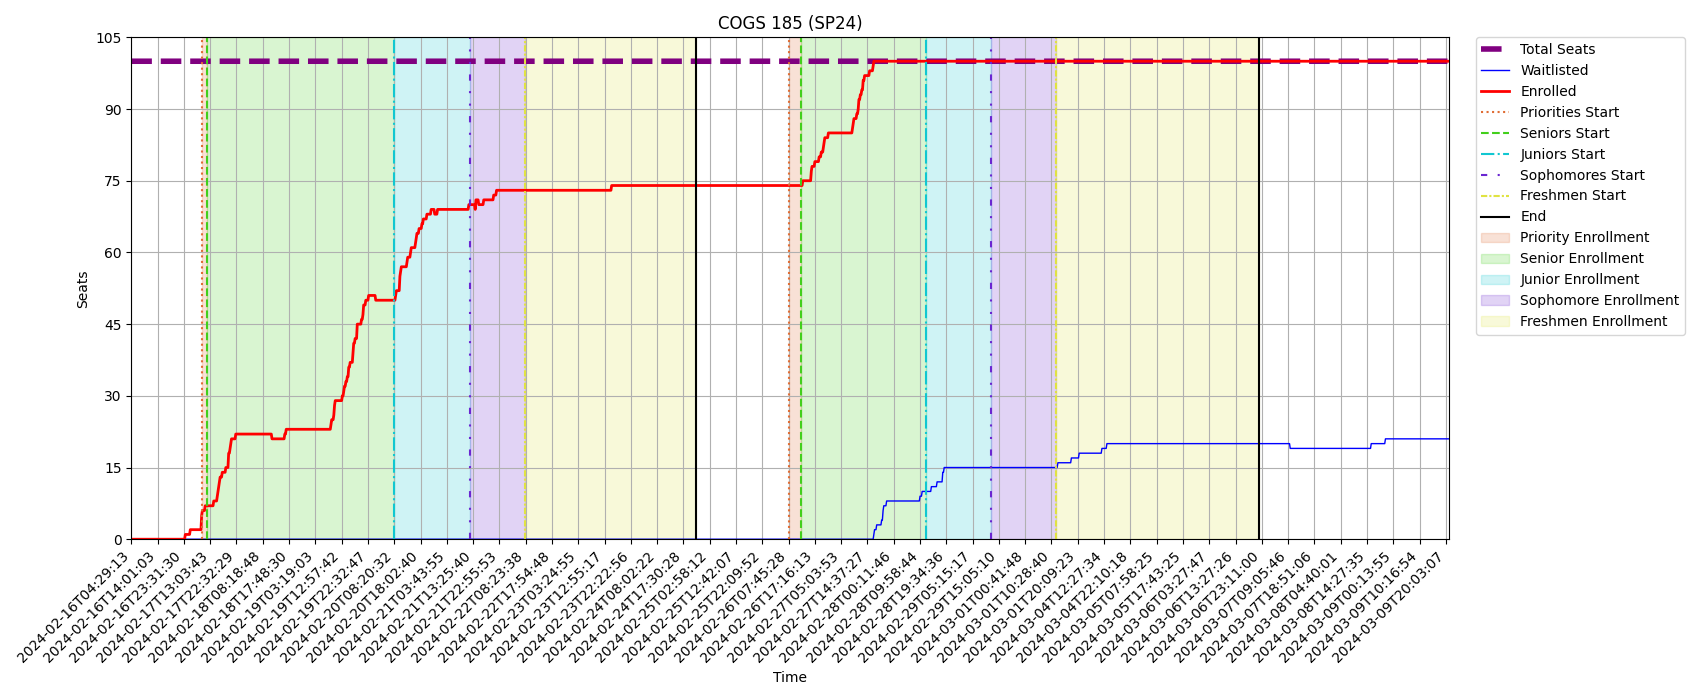 COGS 185 (SP24)
105
90
75
60
45
30
15
0
Seats
2024-02-16T04:29:13
2024-02-16T14:01:03
2024-02-16T23:31:30
2024-02-17T13:03:43
2024-02-17T22:32:29
2024-02-18T08:18:48
2024-02-18T17:48:30
2024-02-19T03:19:03
2024-02-19T12:57:42
2024-02-19T22:32:47
2024-02-20T08:20:32
2024-02-20T18:02:40
2024-02-21T03:43:55
2024-02-21T13:25:40
2024-02-21T22:55:53
2024-02-22T08:23:38
2024-02-22T17:54:48
2024-02-23T03:24:55
2024-02-23T12:55:17
2024-02-23T22:22:56
2024-02-24T08:02:22
2024-02-24T17:30:28
2024-02-25T02:58:12
2024-02-25T12:42:07
2024-02-25T22:09:52
2024-02-26T07:45:28
2024-02-26T17:16:13
2024-02-27T05:03:53
2024-02-27T14:37:27
2024-02-28T00:11:46
2024-02-28T09:58:44
2024-02-28T19:34:36
2024-02-29T05:15:17
2024-02-29T15:05:10
2024-03-01T00:41:48
2024-03-01T10:28:40
2024-03-01T20:09:23
2024-03-04T12:27:34
2024-03-04T22:10:18
2024-03-05T07:58:25
2024-03-05T17:43:25
2024-03-06T03:27:47
2024-03-06T13:27:26
2024-03-06T23:11:00
2024-03-07T09:05:46
2024-03-07T18:51:06
2024-03-08T04:40:01
2024-03-08T14:27:35
2024-03-09T00:13:55
2024-03-09T10:16:54
2024-03-09T20:03:07
Time
Total Seats
Waitlisted
Enrolled
Priorities Start
Seniors Start
Juniors Start
Sophomores Start
Freshmen Start
End
Priority Enrollment
Senior Enrollment
Junior Enrollment
Sophomore Enrollment
Freshmen Enrollment